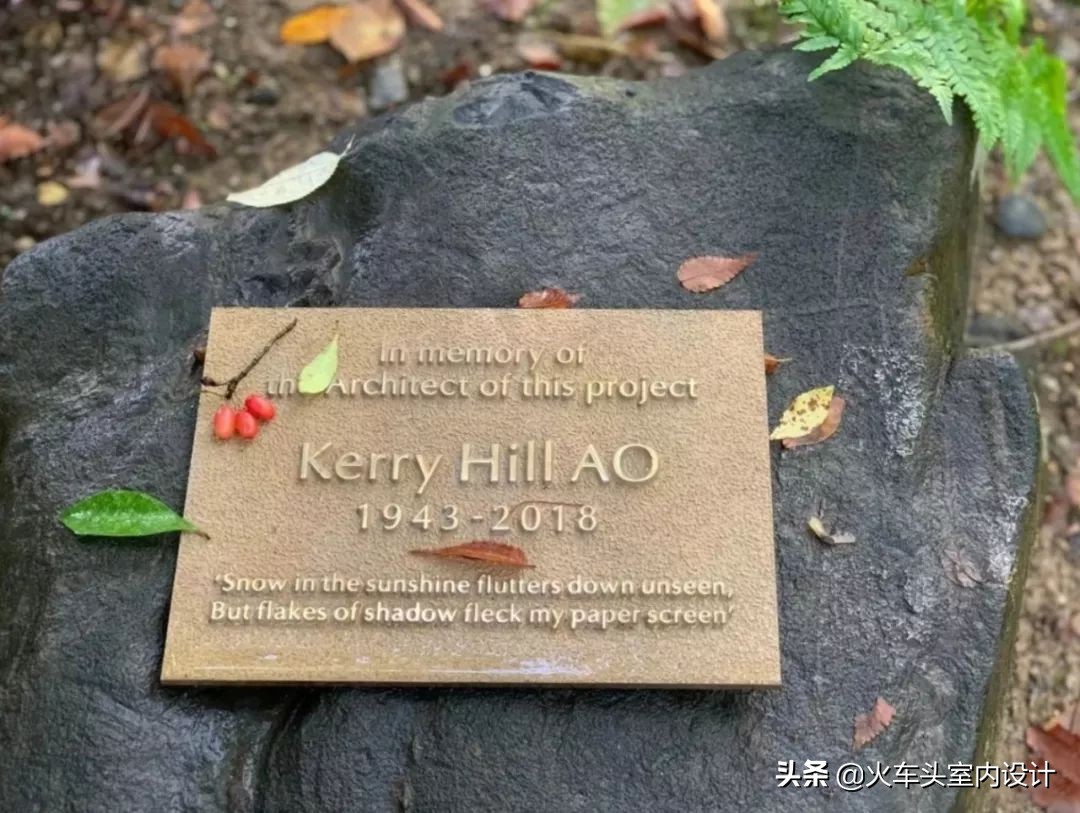 In memory of
the Architect of this project
Kerry Hill AO
1943-2018
'Snow in the sunshine flutters down unseen,
But flakes of shadow fleck my paper screen'
头条 @火车头室内设计